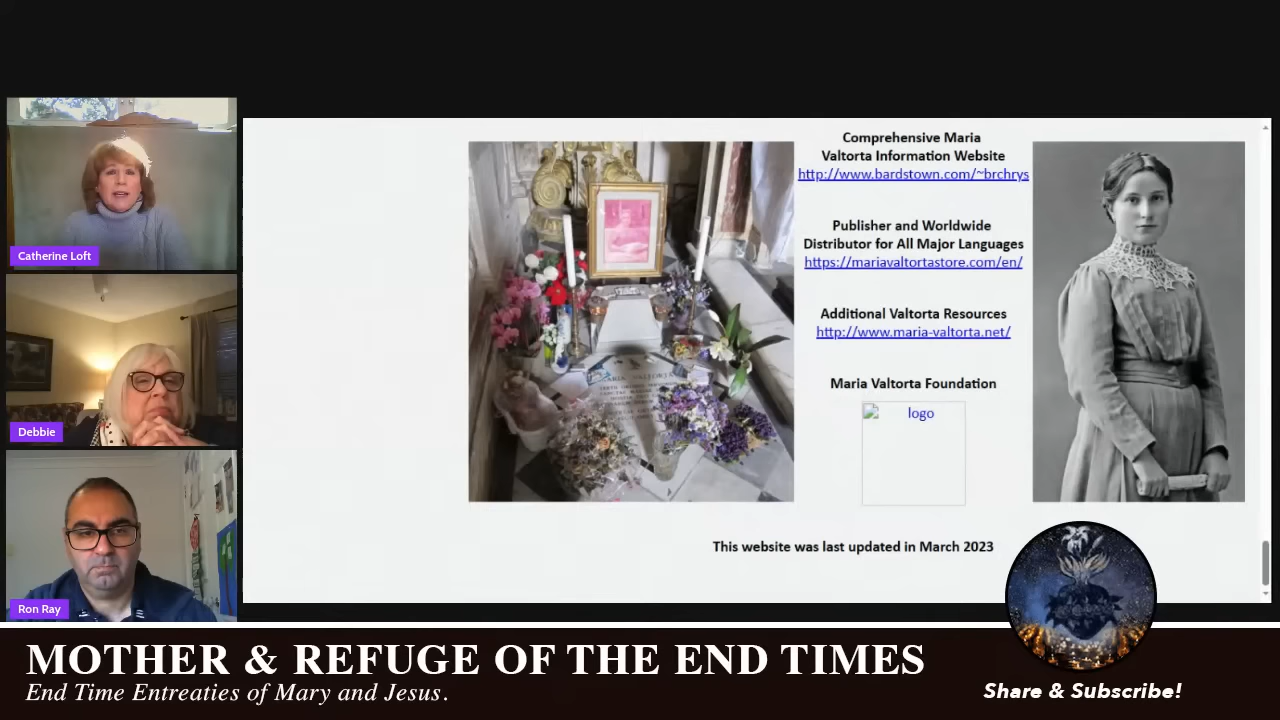 Catherine Loft
Debbie
Ron Ray
Comprehensive Maria
Valtorta Information Website
http://www.bardstown.com/~brchrys
Publisher and Worldwide
Distributor for All Major Languages
https://mariavaltortastore.com/en/
Additional Valtorta Resources
http://www.maria-valtorta.net/
Maria Valtorta Foundation
logo
This website was last updated in March 2023
MOTHER & REFUGE OF THE END TIMES
End Time Entreaties of Mary and Jesus.
Share & Subscribe!